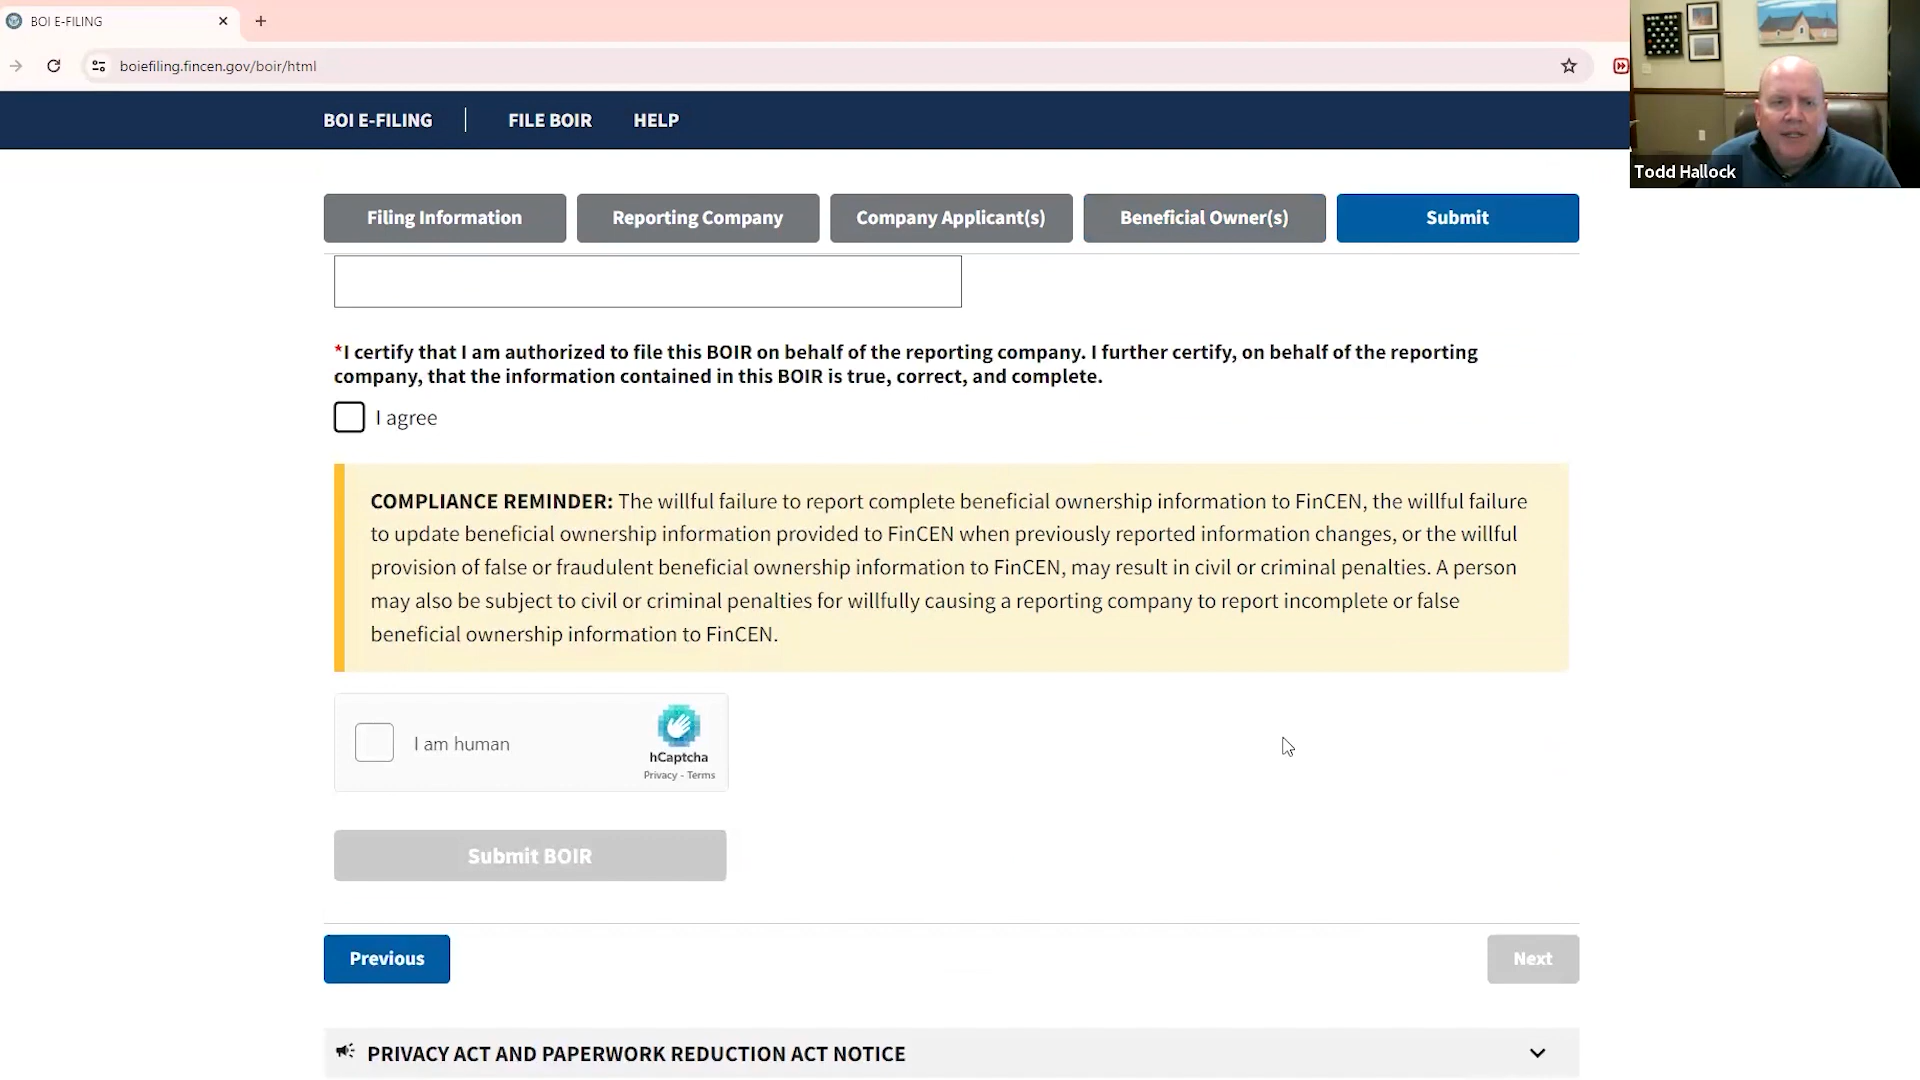 BOI E-FILING
boiefiling.fincen.gov/boir/html
BOI E-FILING
FILE BOIR
HELP
Todd Hallock
Filing Information
Reporting Company
Company Applicant(s)
Beneficial Owner(s)
Submit
*I certify that I am authorized to file this BOIR on behalf of the reporting company. I further certify, on behalf of the reporting
company, that the information contained in this BOIR is true, correct, and complete.
I agree
COMPLIANCE REMINDER: The willful failure to report complete beneficial ownership information to FinCEN, the willful failure
to update beneficial ownership information provided to FinCEN when previously reported information changes, or the willful
provision of false or fraudulent beneficial ownership information to FinCEN, may result in civil or criminal penalties. A person
may also be subject to civil or criminal penalties for willfully causing a reporting company to report incomplete or false
beneficial ownership information to FinCEN.
I am human
hCaptcha
Privacy - Terms
Submit BOIR
Previous
Next
PRIVACY ACT AND PAPERWORK REDUCTION ACT NOTICE